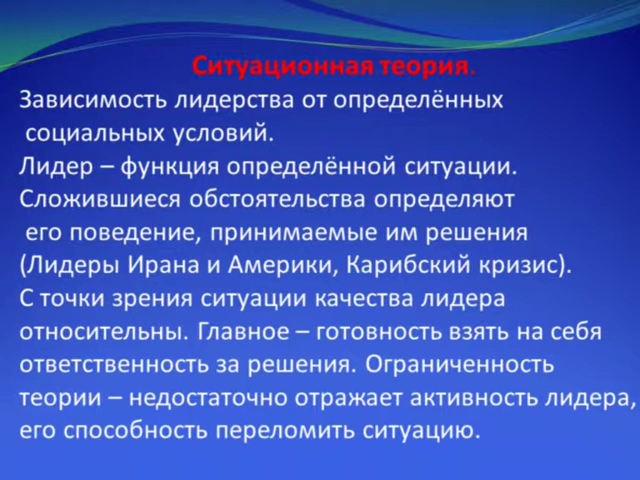 Ситуационная теория.
Зависимость лидерства от определённых
социальных условий.
Лидер – функция определённой ситуации.
Сложившиеся обстоятельства определяют
его поведение, принимаемые им решения
(Лидеры Ирана и Америки, Карибский кризис).
С точки зрения ситуации качества лидера
относительны. Главное – готовность взять на себя
ответственность за решения. Ограниченность
теории – недостаточно отражает активность лидера,
его способность переломить ситуацию.